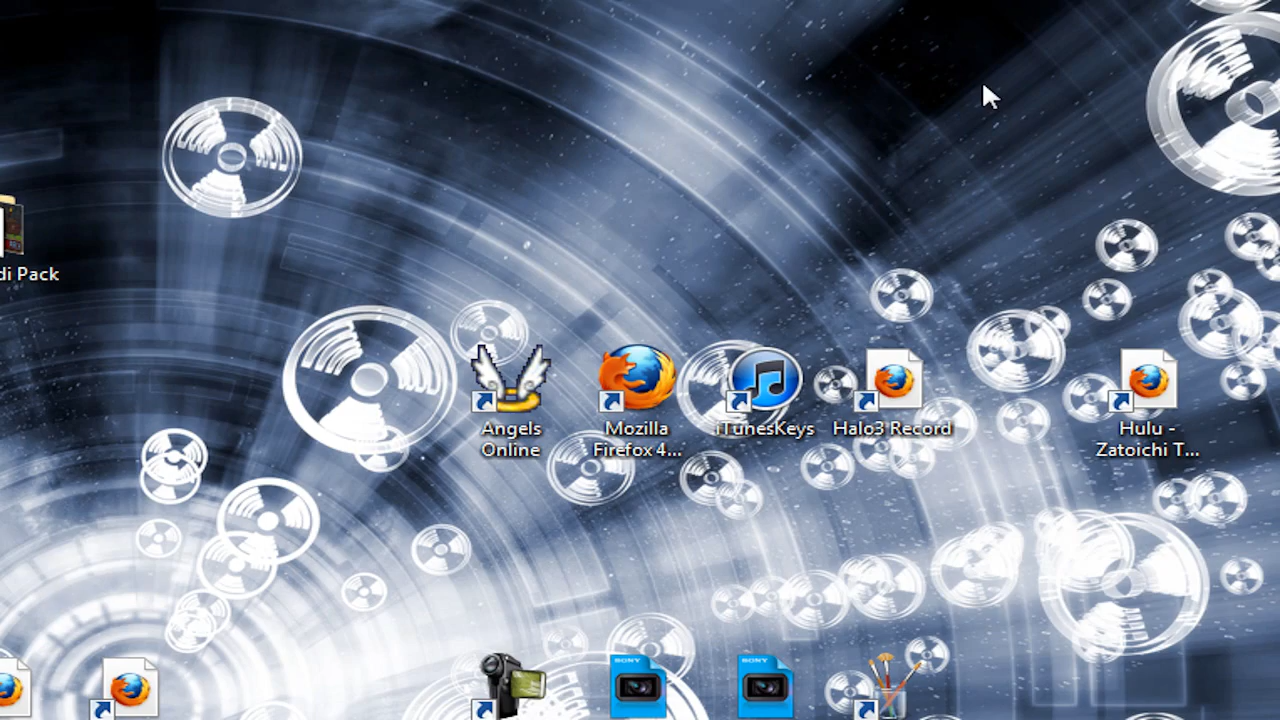 di Pack
Angels
Online
Mozilla
Firefox 4...
iTunesKeys
Halo3 Record
Hulu -
Zatoichi T...
SONY
SONY